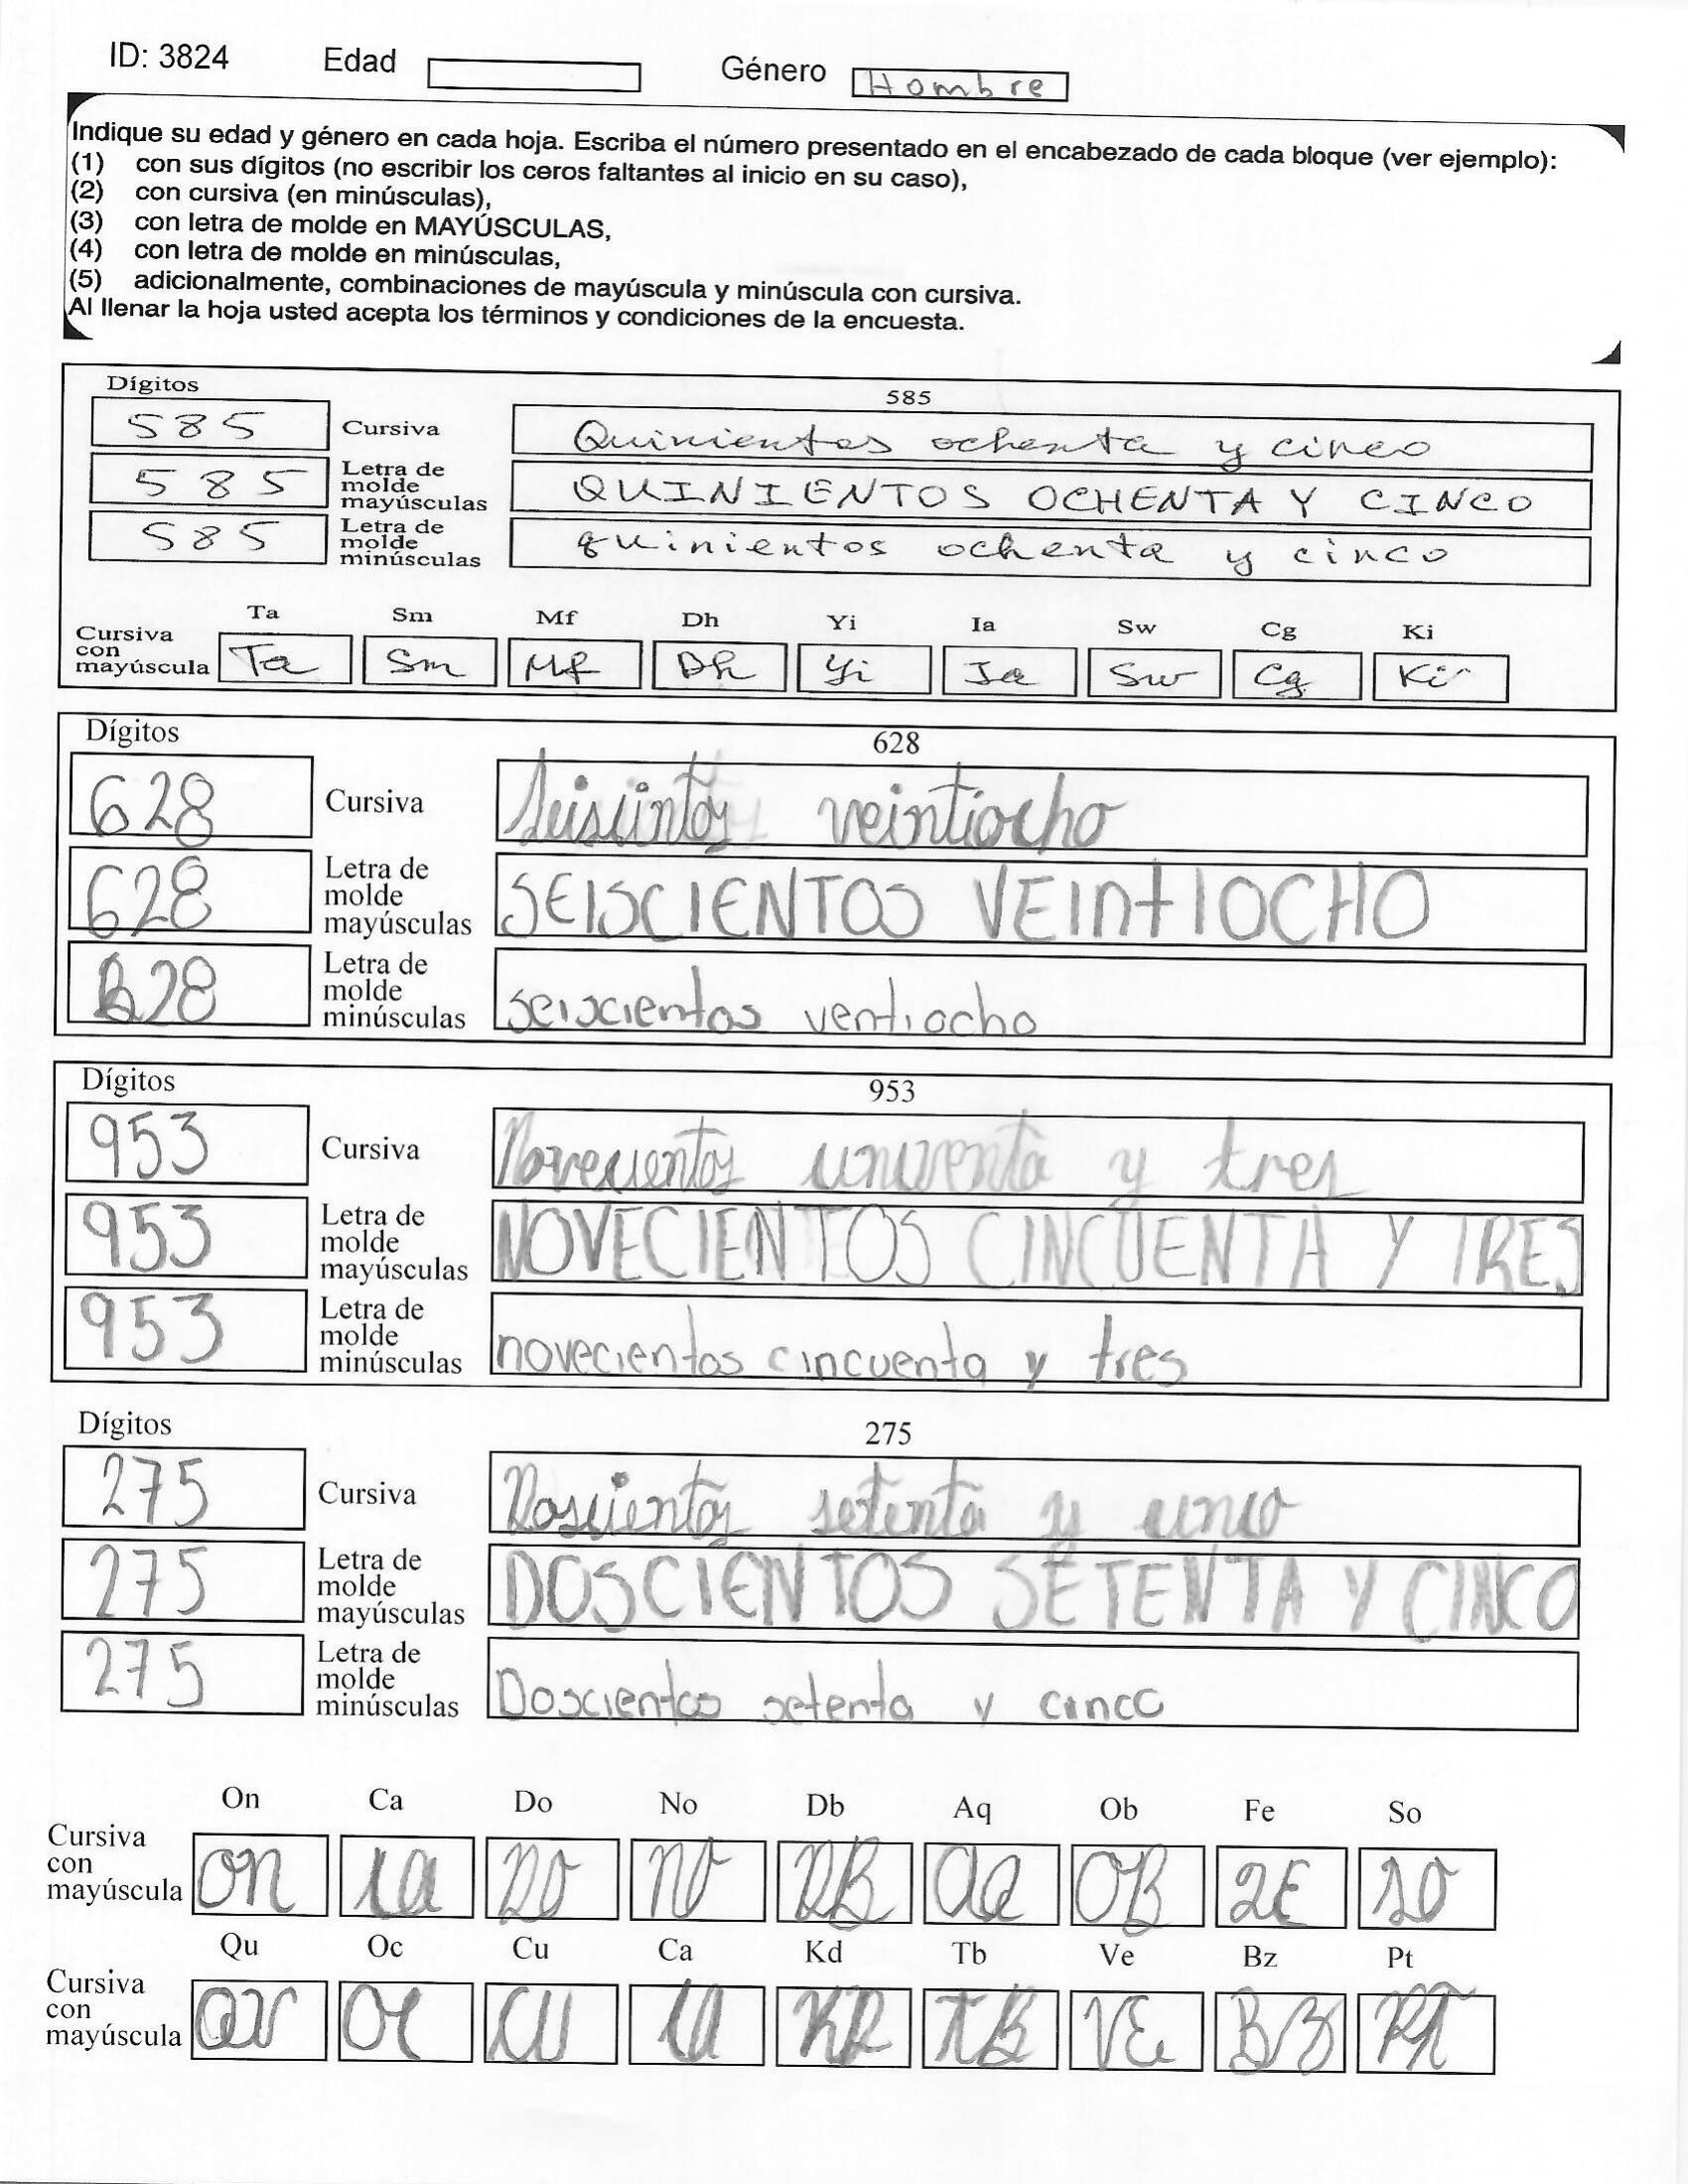 ID: 3824 Edad Género Hombre
Indique su edad y género en cada hoja. Escriba el número presentado en el encabezado de cada bloque (ver ejemplo):
(1) con sus dígitos (no escribir los ceros faltantes al inicio en su caso),
(2) con cursiva (en minúsculas),
(3) con letra de molde en MAYÚSCULAS,
(4) con letra de molde en minúsculas,
(5) adicionalmente, combinaciones de mayúscula y minúscula con cursiva.
Al llenar la hoja usted acepta los términos y condiciones de la encuesta.
Dígitos 585
585 Cursiva Quinientos ochenta y cinco
585 Letra de molde mayúsculas QUINIENTOS OCHENTA Y CINCO
585 Letra de molde minúsculas quinientos ochenta y cinco
Ta Sm Mf Dh Yi Ia Sw Cg Ki
Cursiva con mayúscula Ta Sm Mf Dh Yi Ia Sw Cg Ki
Dígitos 628
628 Cursiva veintiocho
628 Letra de molde mayúsculas SEISCIENTOS VEIntIOCHO
628 Letra de molde minúsculas seiscientos ventiocho
Dígitos 953
953 Cursiva Novecientos y tres
953 Letra de molde mayúsculas NOVECIENTOS CINCUENTA Y TRES
953 Letra de molde minúsculas novecientos cincuenta y tres
Dígitos 275
275 Cursiva Doscientos setenta y cinco
275 Letra de molde mayúsculas DOSCIENTOS SETENTA Y CINCO
275 Letra de molde minúsculas Doscientos setenta y cinco
On Ca Do No Db Aq Ob Fe So
Cursiva con mayúscula On Ca Do No DB OB SO
Qu Oc Cu Ca Kd Tb Ve Bz Pt
Cursiva con mayúscula QU Oc CU Ca TB VE BZ PT